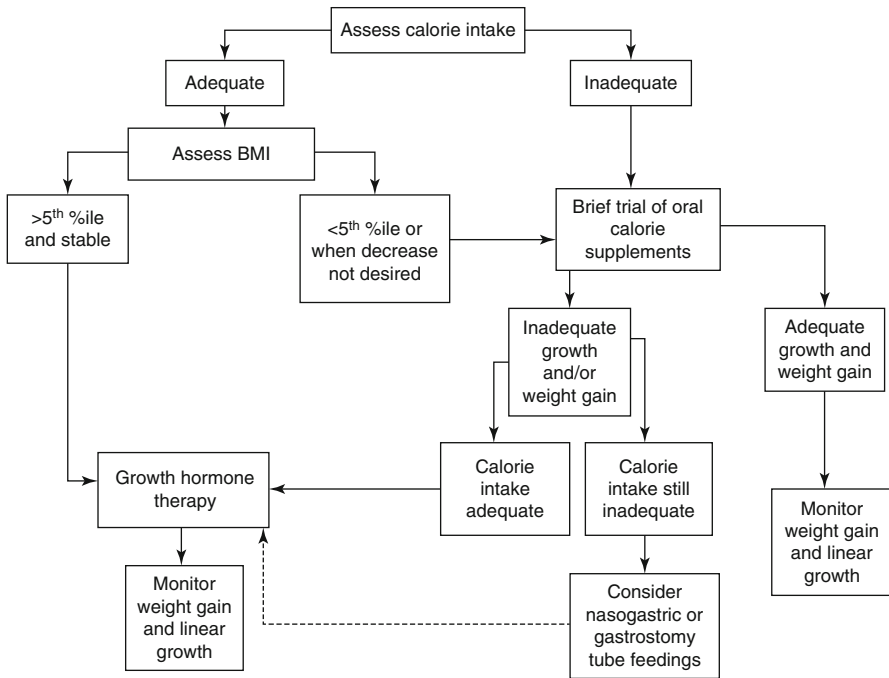 Assess calorie intake
Adequate
Inadequate
Assess BMI
>5th %ile
and stable
<5th %ile or
when decrease
not desired
Brief trial of oral
calorie
supplements
Inadequate
growth
and/or
weight gain
Adequate
growth and
weight gain
Growth hormone
therapy
Calorie
intake
adequate
Calorie
intake still
inadequate
Monitor
weight gain
and linear
growth
Monitor
weight gain
and linear
growth
Consider
nasogastric or
gastrostomy
tube feedings